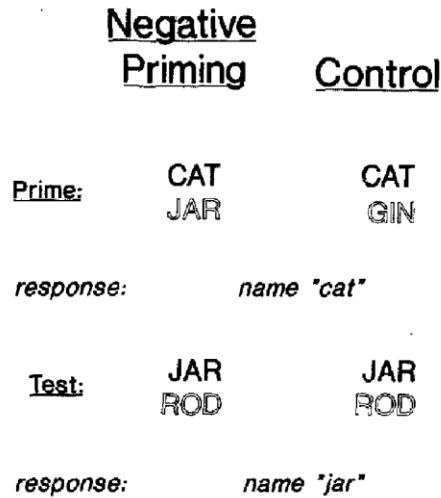 Negative
Priming Control
Prime: CAT CAT
JAR GIN
response: name "cat"
Test: JAR JAR
ROD ROD
response: name "jar"